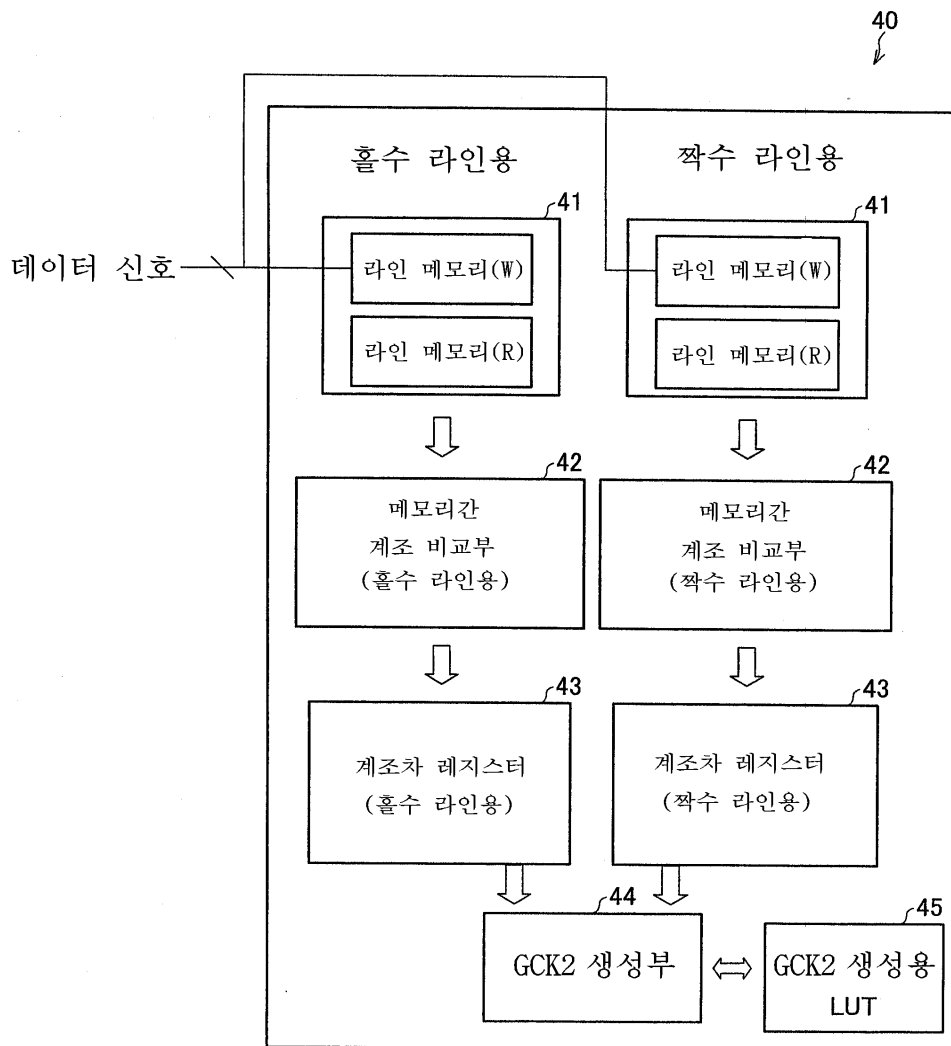 40
홀수 라인용
짝수 라인용
41
41
데이터 신호
라인 메모리(W)
라인 메모리(W)
라인 메모리(R)
라인 메모리(R)
42
42
메모리간
계조 비교부
(홀수 라인용)
메모리간
계조 비교부
(짝수 라인용)
43
43
계조차 레지스터
(홀수 라인용)
계조차 레지스터
(짝수 라인용)
44
45
GCK2 생성부
GCK2 생성용
LUT